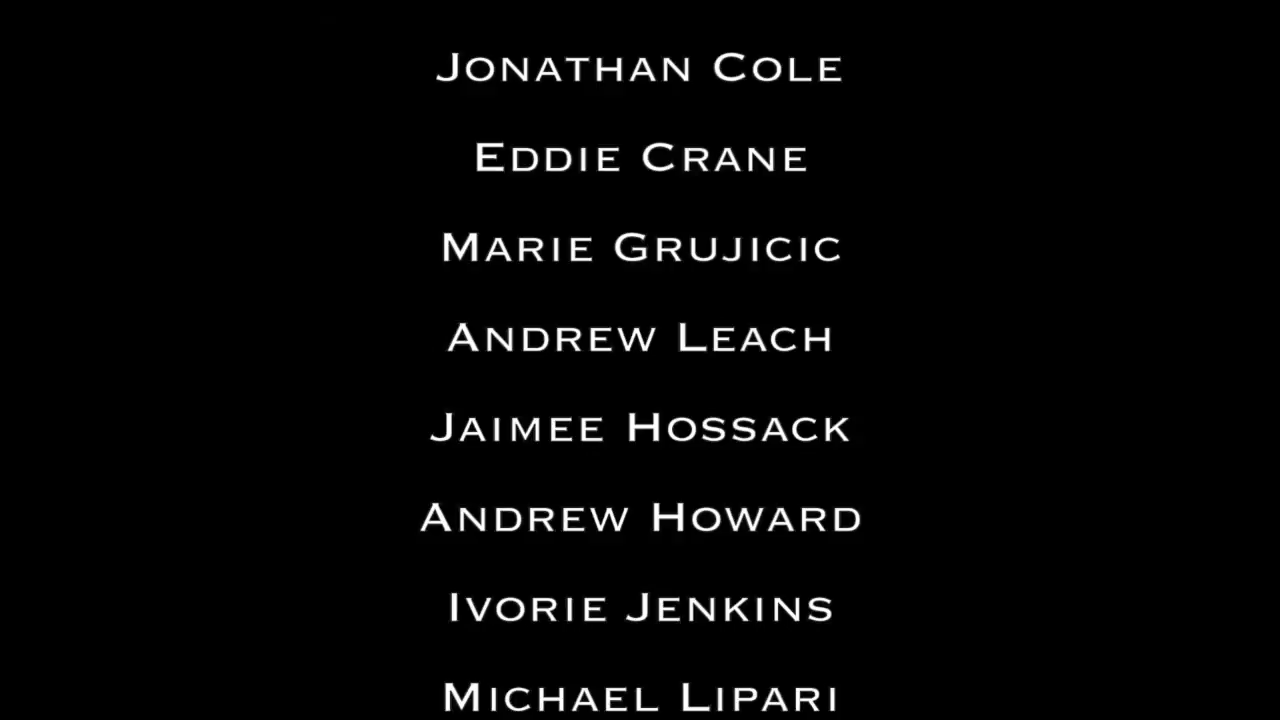 Jonathan Cole
Eddie Crane
Marie Grujicic
Andrew Leach
Jaimee Hossack
Andrew Howard
Ivorie Jenkins
Michael Lipari